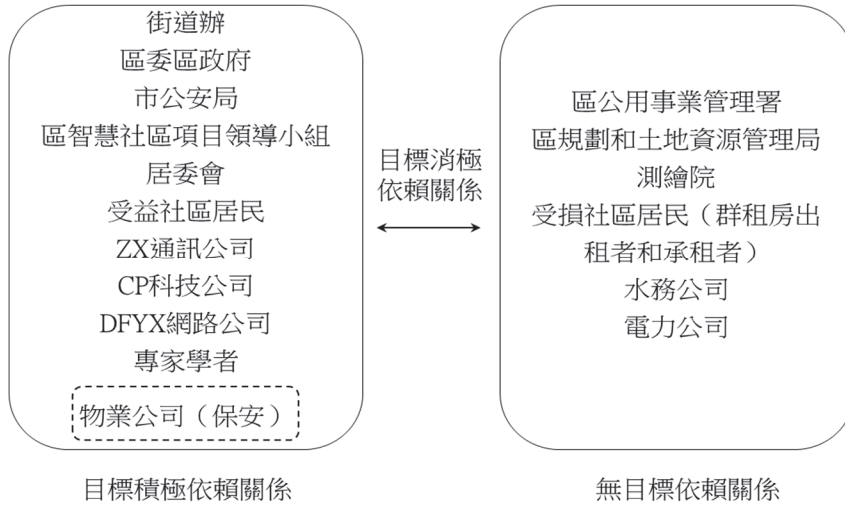 街道辦
區委區政府
市公安局
區智慧社區項目領導小組
居委會
受益社區居民
ZX通訊公司
CP科技公司
DFYX網路公司
專家學者
物業公司（保安）
目標積極依賴關係
目標消極
依賴關係
區公用事業管理署
區規劃和土地資源管理局
測繪院
受損社區居民（群租房出
租者和承租者）
水務公司
電力公司
無目標依賴關係